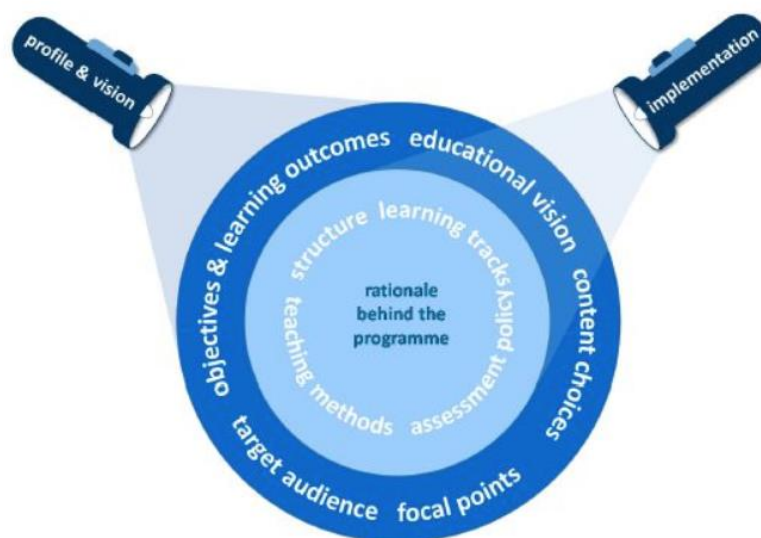 profile & vision
implementation
objectives & learning outcomes
educational vision
content choices
focal points
target audience
structure
learning tracks
assessment policy
teaching methods
rationale
behind the
programme